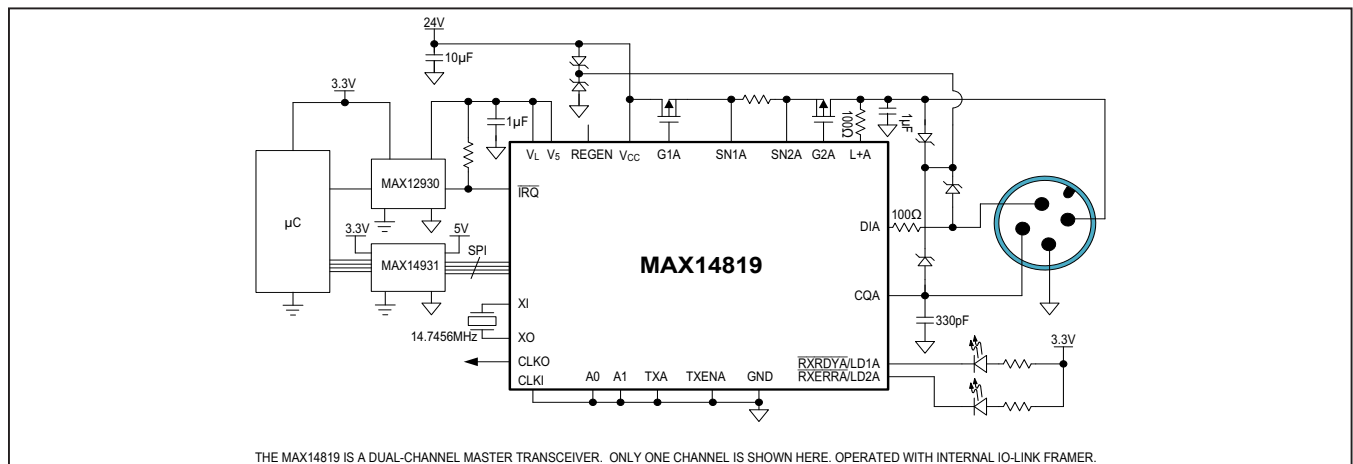 24V
10µF
3.3V
1µF
100Ω
1µF
VL V5 REGEN VCC G1A SN1A SN2A G2A L+A
MAX12930
IRQ
µC
DIA
100Ω
3.3V
5V
SPI
MAX14931
MAX14819
CQA
XI
330pF
14.7456MHz
XO
3.3V
CLKO
RXRDYA/LD1A
CLKI
A0 A1 TXA TXENA GND
RXERRA/LD2A
THE MAX14819 IS A DUAL-CHANNEL MASTER TRANSCEIVER. ONLY ONE CHANNEL IS SHOWN HERE. OPERATED WITH INTERNAL IO-LINK FRAMER.